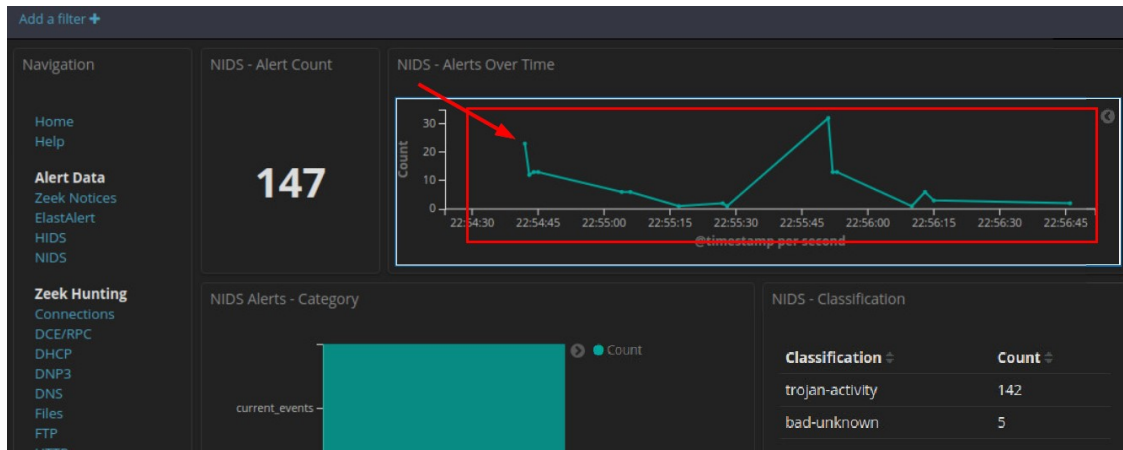 Add a filter +
Navigation
Home
Help
Alert Data
Zeek Notices
ElastAlert
HIDS
NIDS
Zeek Hunting
Connections
DCE/RPC
DHCP
DNP3
DNS
Files
FTP
NIDS - Alert Count
147
NIDS - Alerts Over Time
Count
30
20
10
0
22:54:30 22:54:45 22:55:00 22:55:15 22:55:30 22:55:45 22:56:00 22:56:15 22:56:30 22:56:45
@timestamp per second
NIDS Alerts - Category
current_events
Count
NIDS - Classification
Classification Count
trojan-activity 142
bad-unknown 5